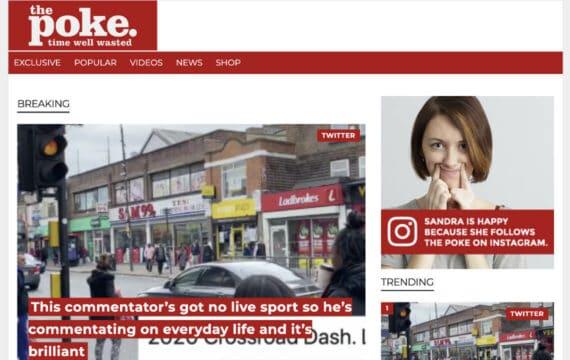 the
poke.
time well wasted
EXCLUSIVE POPULAR VIDEOS NEWS SHOP
BREAKING
TWITTER
SAM 99
Ladbrokes
This commentator's got no live sport so he's
commentating on everyday life and it's
brilliant
2020 Crossroad Dash.
SANDRA IS HAPPY
BECAUSE SHE FOLLOWS
THE POKE ON INSTAGRAM.
TRENDING
1
TWITTER